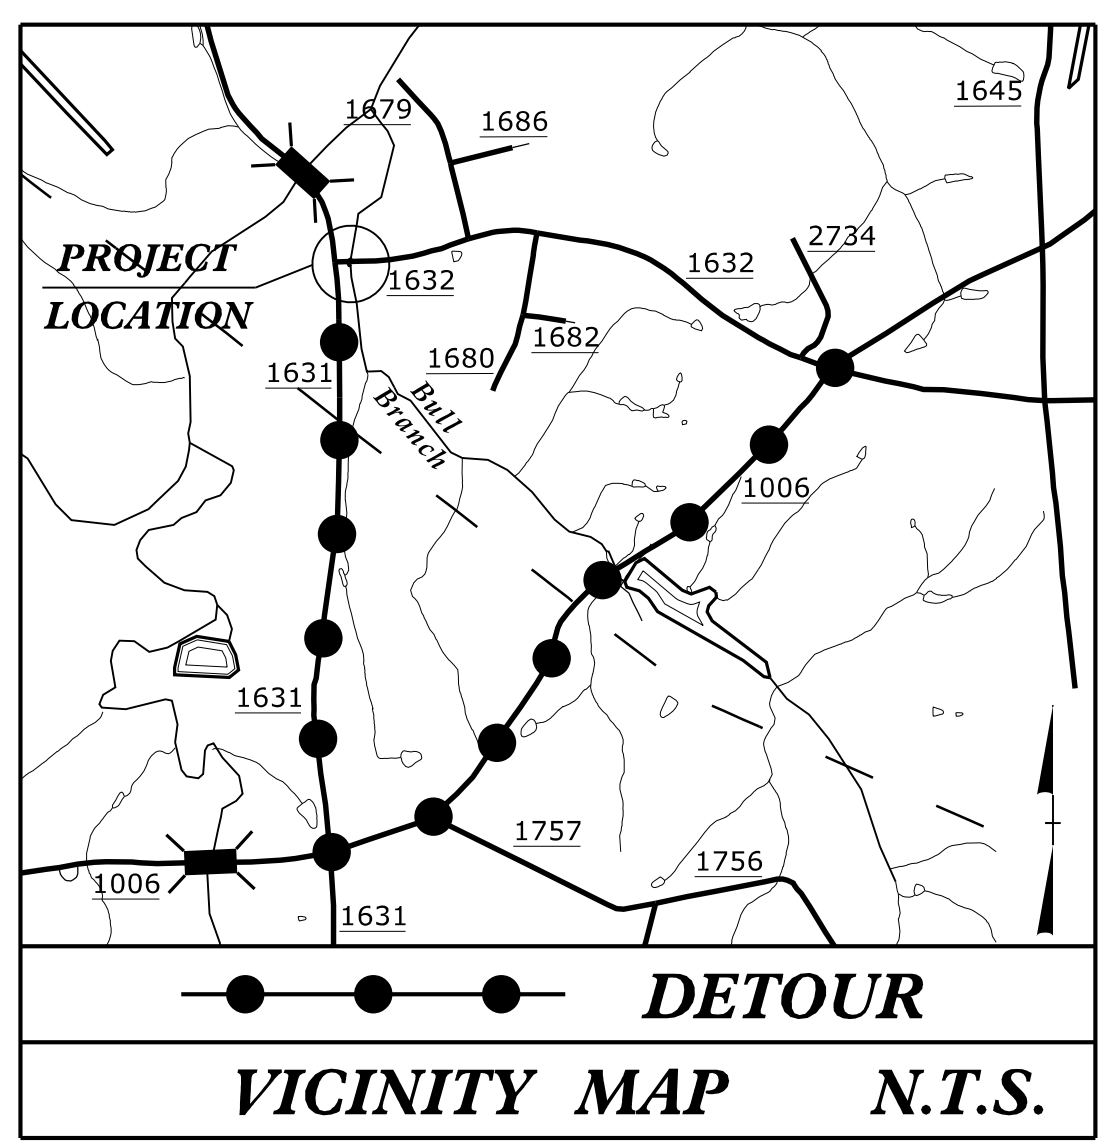 1645
1679
1686
2734
PROJECT
LOCATION
1632
1632
1682
1680
1631
Bull
Branch
1006
1631
1757
1756
1006
1631
DETOUR
VICINITY MAP N.T.S.